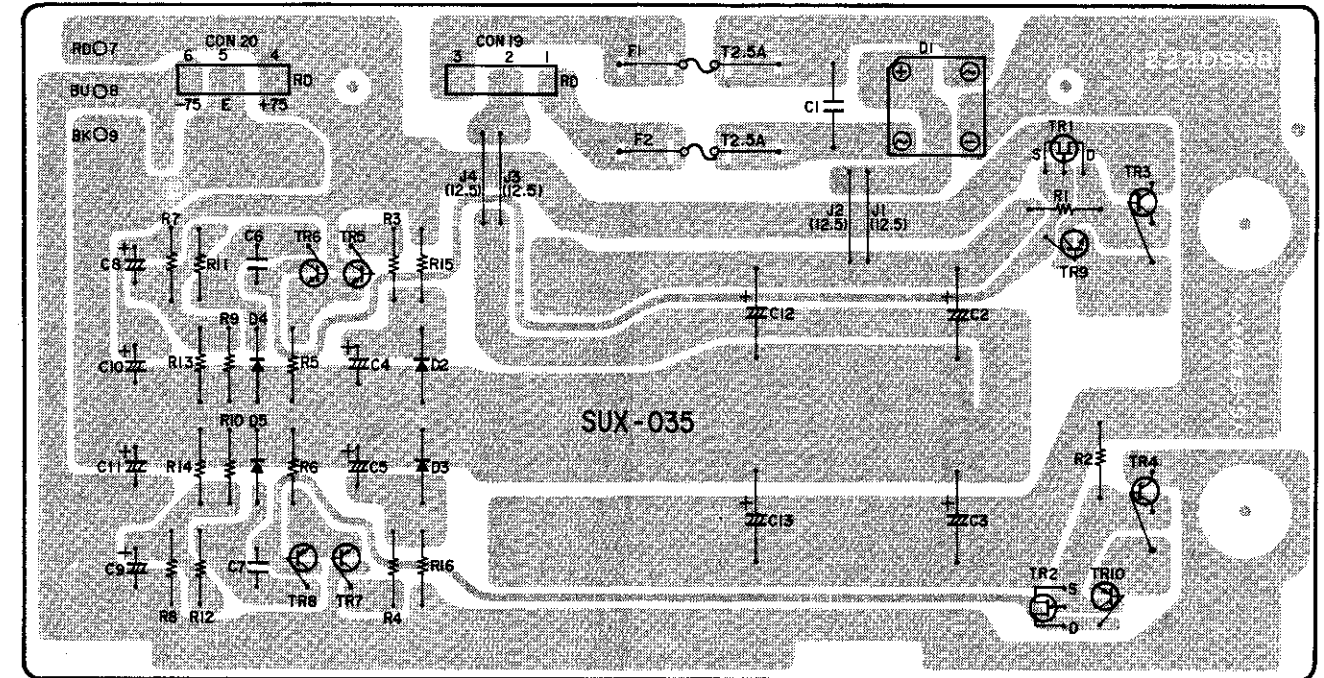 RD 7
CON 20
6 5 4
RD
BU 8
-75 E +75
BK 9
CON 19
3 2 1
RD
F1 T2.5A
C1
D1
F2 T2.5A
TR1
S D
TR3
R1
TR9
J4
(12.5)
J3
(12.5)
J2
(12.5)
J1
(12.5)
R7
C8
R11
C6
TR6
TR5
R3
R15
C12
C2
R9
D4
C10
R13
R5
C4
D2
SUX-035
R10
D5
C11
R14
R6
C5
D3
C13
C3
R2
TR4
C9
R8
R12
C7
TR8
TR7
R4
R16
TR2
S
D
TR10